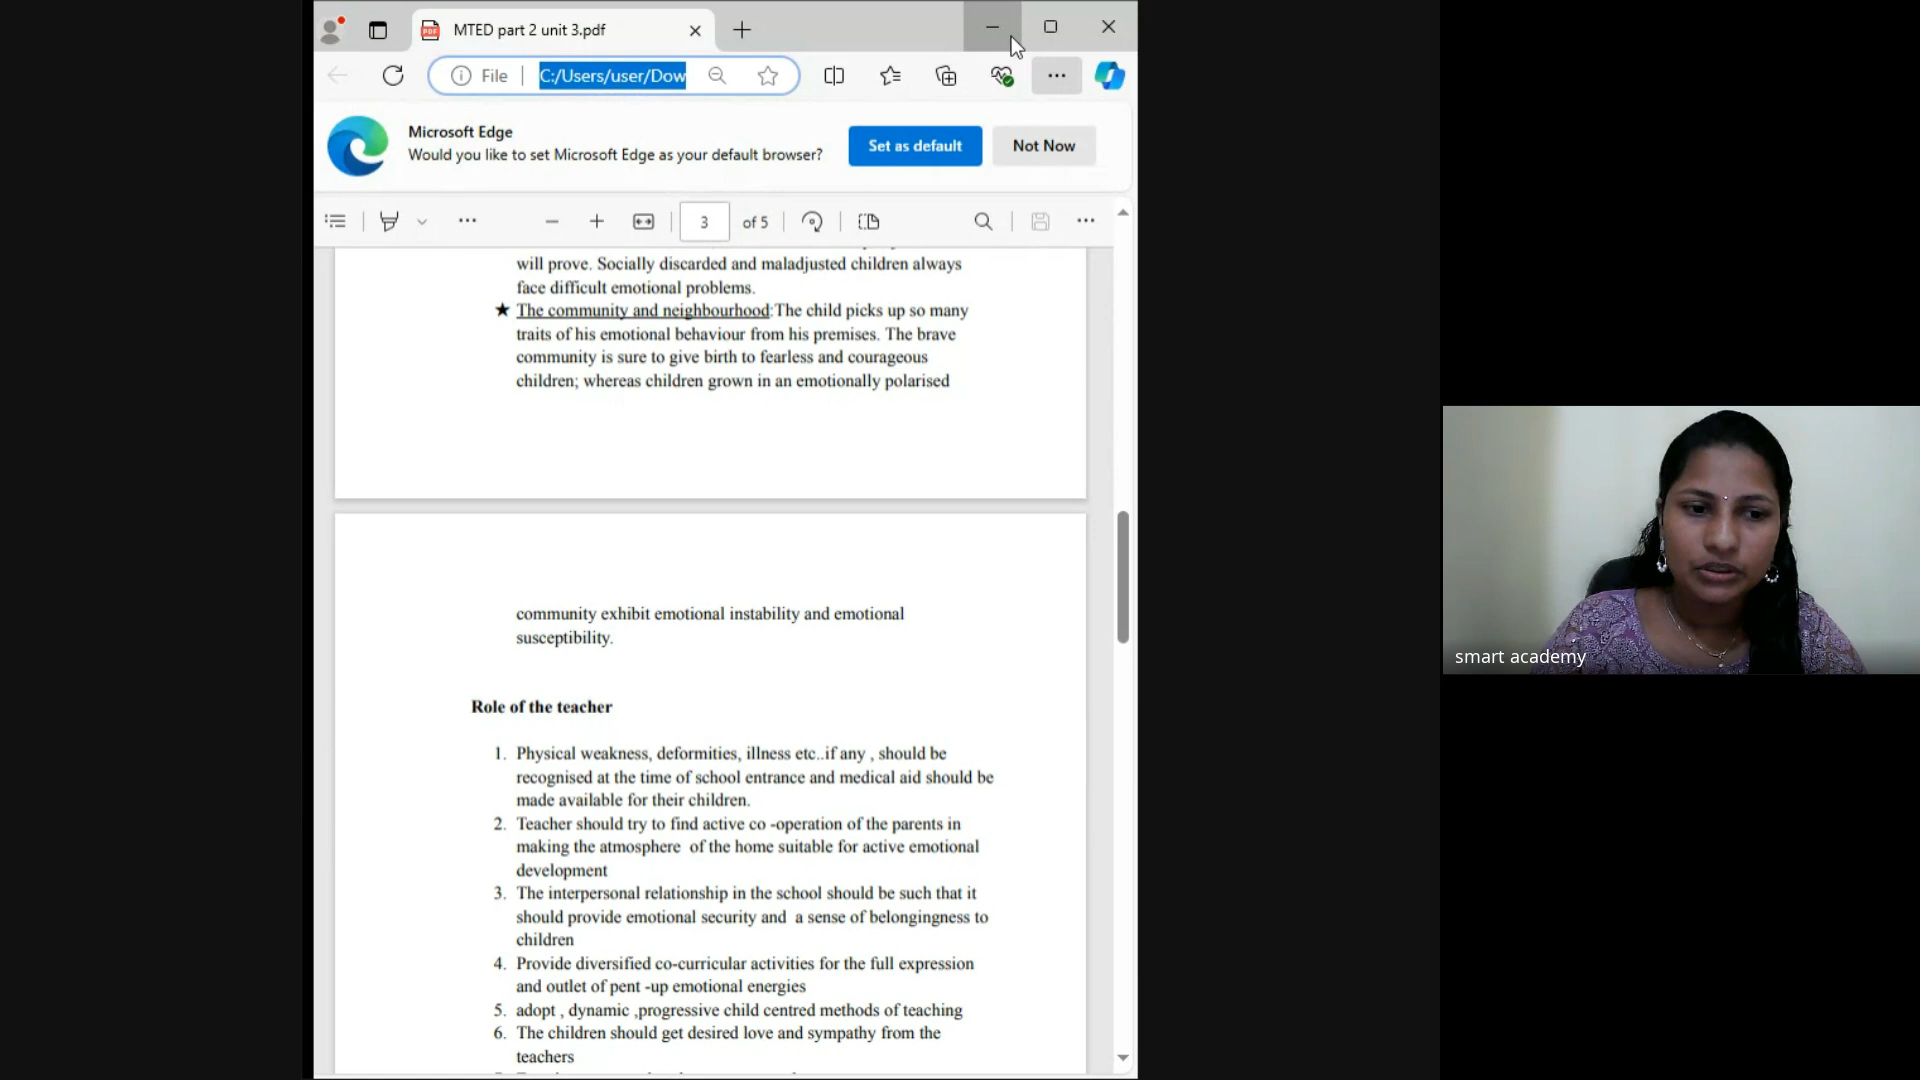 MTED part 2 unit 3.pdf
File
C:/Users/user/Dow
Microsoft Edge
Would you like to set Microsoft Edge as your default browser?
Set as default
Not Now
3
of 5
will prove. Socially discarded and maladjusted children always
face difficult emotional problems.
★ The community and neighbourhood:The child picks up so many
traits of his emotional behaviour from his premises. The brave
community is sure to give birth to fearless and courageous
children; whereas children grown in an emotionally polarised
community exhibit emotional instability and emotional
susceptibility.
Role of the teacher
1. Physical weakness, deformities, illness etc..if any , should be
recognised at the time of school entrance and medical aid should be
made available for their children.
2. Teacher should try to find active co -operation of the parents in
making the atmosphere of the home suitable for active emotional
development
3. The interpersonal relationship in the school should be such that it
should provide emotional security and a sense of belongingness to
children
4. Provide diversified co-curricular activities for the full expression
and outlet of pent -up emotional energies
5. adopt , dynamic ,progressive child centred methods of teaching
6. The children should get desired love and sympathy from the
teachers
smart academy